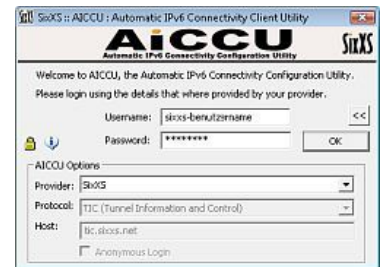 SixXS :: AICCU : Automatic IPv6 Connectivity Client Utility
AiCCU
Automatic IPv6 Connectivity Configuration Utility
SixXS
Welcome to AICCU, the Automatic IPv6 Connectivity Configuration Utility.
Please login using the details that where provided by your provider.
Username: sixxs-benutzername <<
Password: ******** OK
AICCU Options
Provider: SixXS
Protocol: TIC (Tunnel Information and Control)
Host: tic.sixxs.net
Anonymous Login